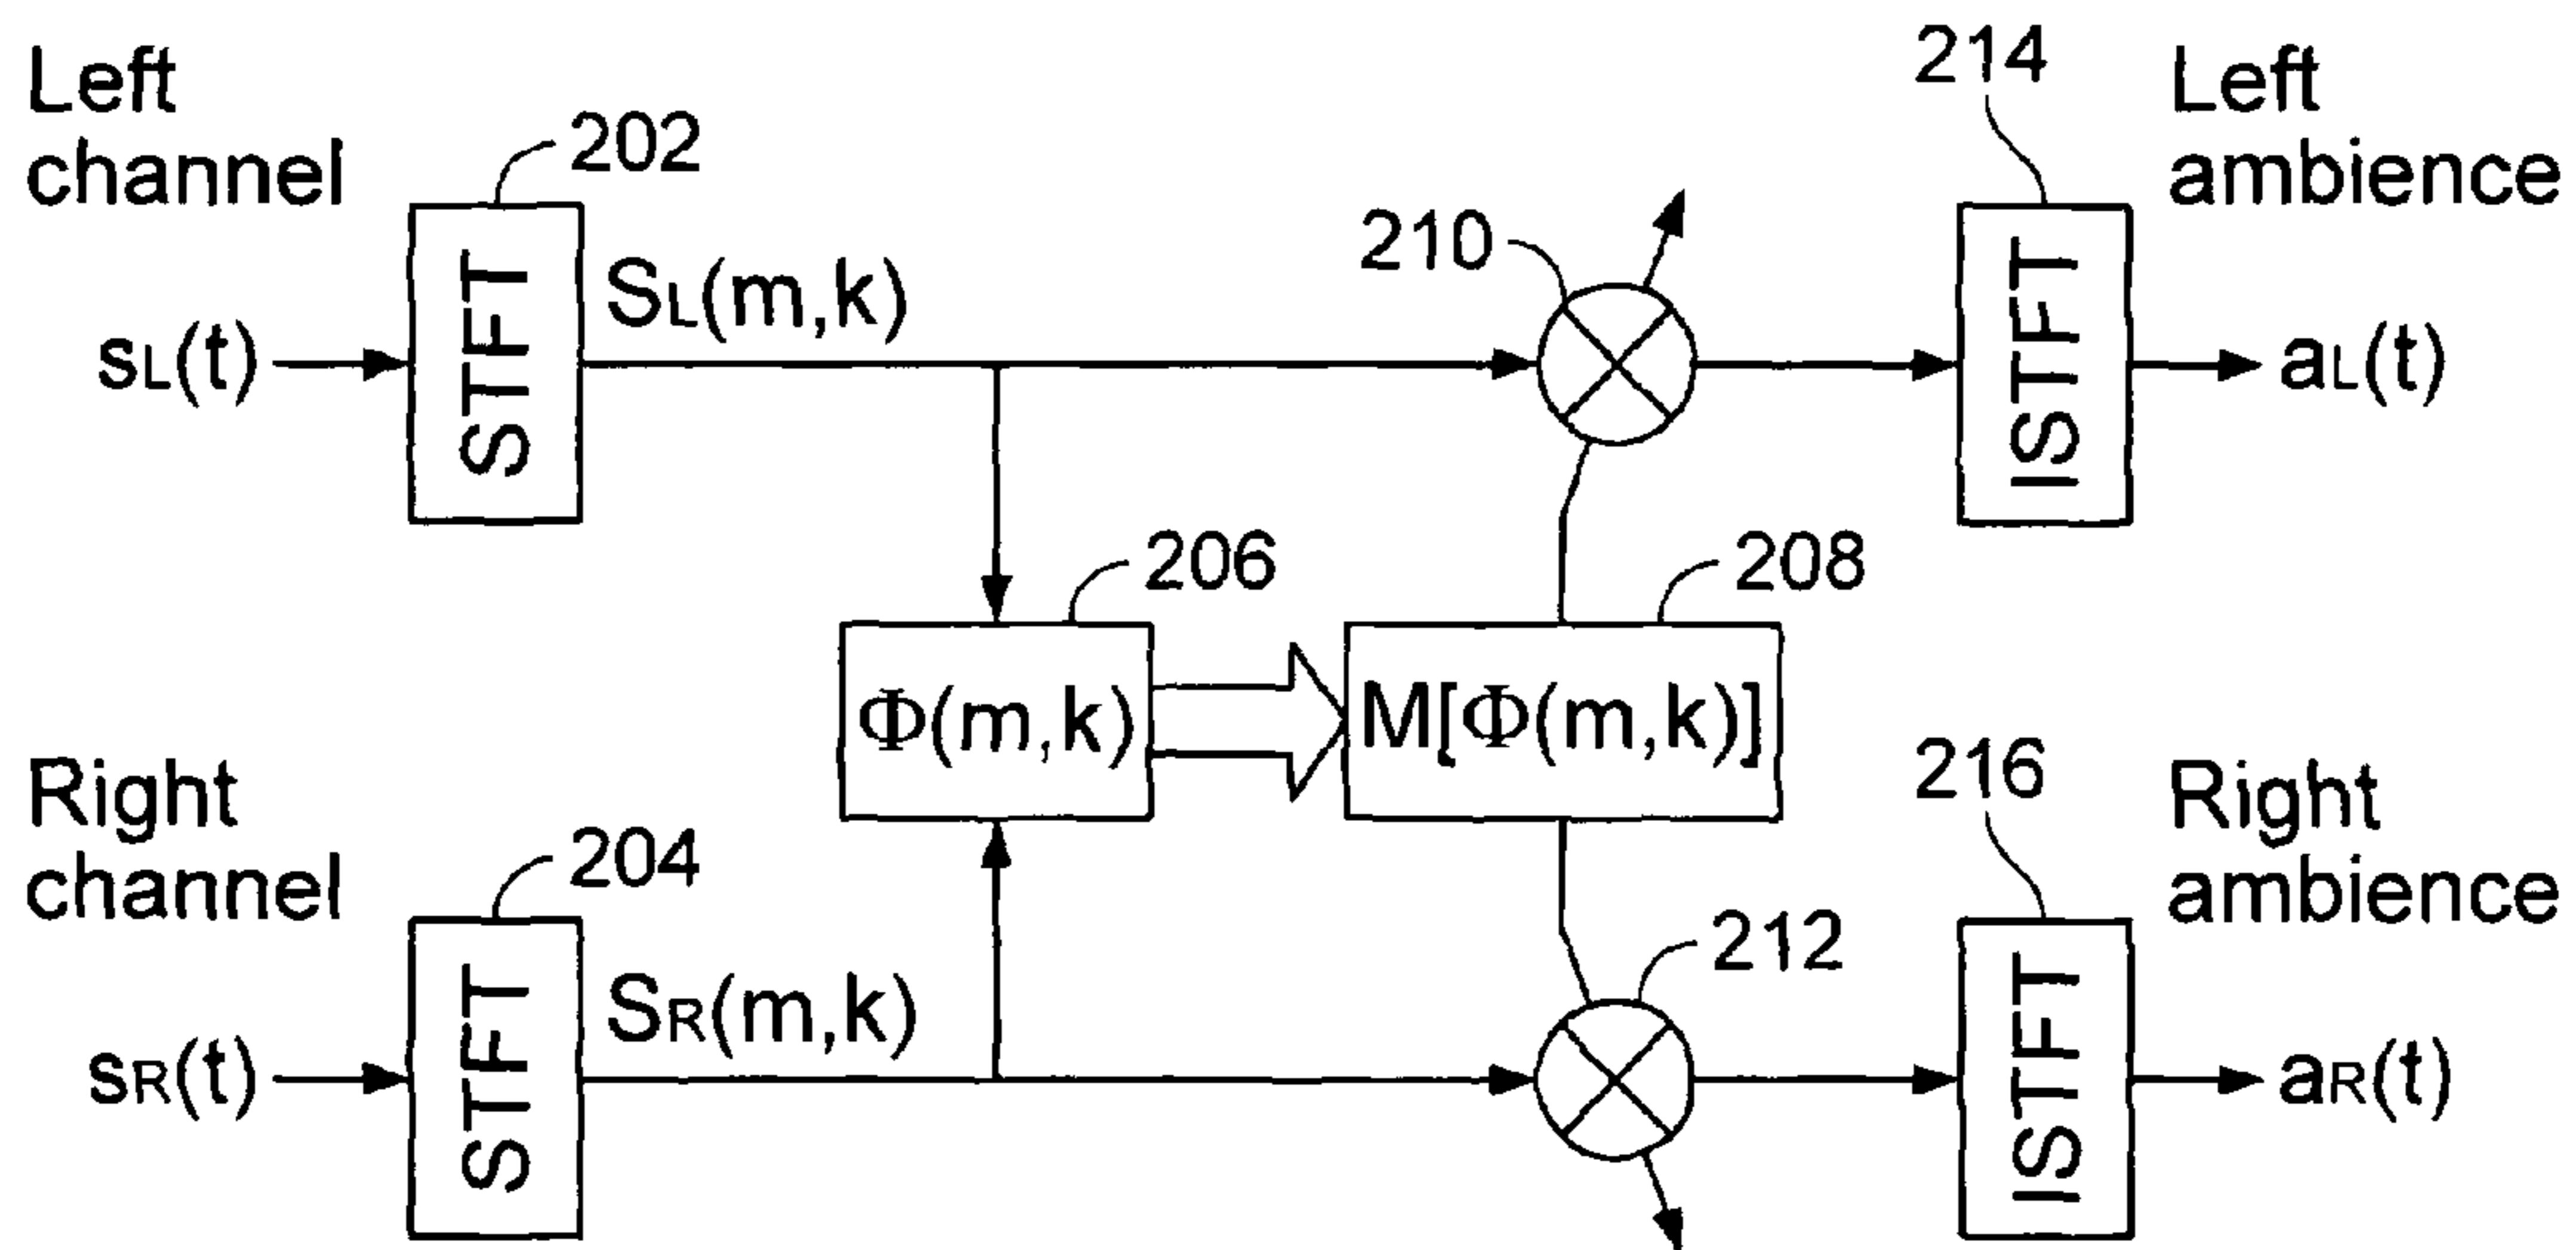 Left
channel
202
STFT
sL(t)
SL(m,k)
210
214
ISTFT
Left
ambience
aL(t)
206
Φ(m,k)
208
M[Φ(m,k)]
Right
channel
204
STFT
sR(t)
SR(m,k)
212
216
ISTFT
Right
ambience
aR(t)